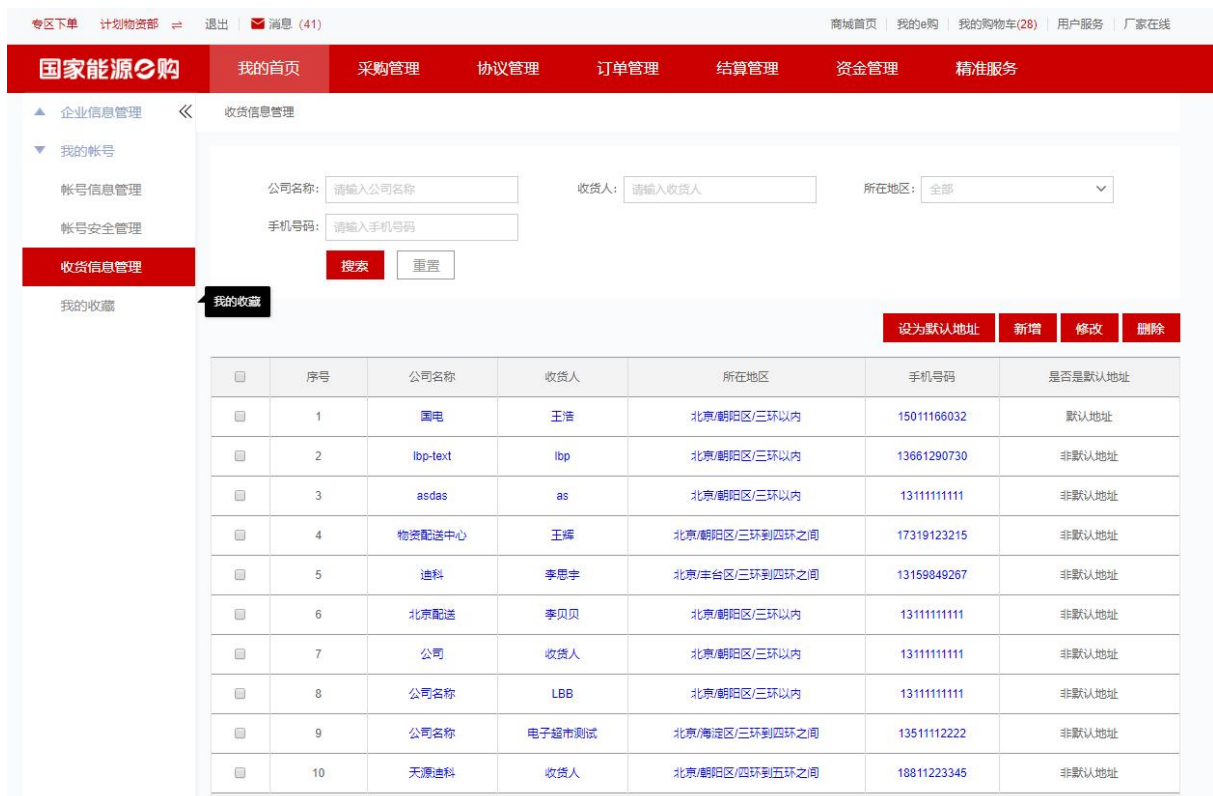 专区下单 计划物资部 ⇌ 退出 消息 (41) 商城首页 我的e购 我的购物车(28) 用户服务 厂家在线
国家能源e购 我的首页 采购管理 协议管理 订单管理 结算管理 资金管理 精准服务
企业信息管理 收货信息管理
我的帐号
帐号信息管理 公司名称: 请输入公司名称 收货人: 请输入收货人 所在地区: 全部
帐号安全管理 手机号码: 请输入手机号码
收货信息管理 搜索 重置
我的收藏 我的收藏
设为默认地址 新增 修改 删除
序号 公司名称 收货人 所在地区 手机号码 是否是默认地址
1 国电 王浩 北京/朝阳区/三环以内 15011166032 默认地址
2 lbp-text lbp 北京/朝阳区/三环以内 13661290730 非默认地址
3 asdas as 北京/朝阳区/三环以内 13111111111 非默认地址
4 物资配送中心 王辉 北京/朝阳区/三环到四环之间 17319123215 非默认地址
5 迪科 李思宇 北京/丰台区/三环到四环之间 13159849267 非默认地址
6 北京配送 李贝贝 北京/朝阳区/三环以内 13111111111 非默认地址
7 公司 收货人 北京/朝阳区/三环以内 13111111111 非默认地址
8 公司名称 LBB 北京/朝阳区/三环以内 13111111111 非默认地址
9 公司名称 电子超市测试 北京/海淀区/三环到四环之间 13511112222 非默认地址
10 天源迪科 收货人 北京/朝阳区/四环到五环之间 18811223345 非默认地址